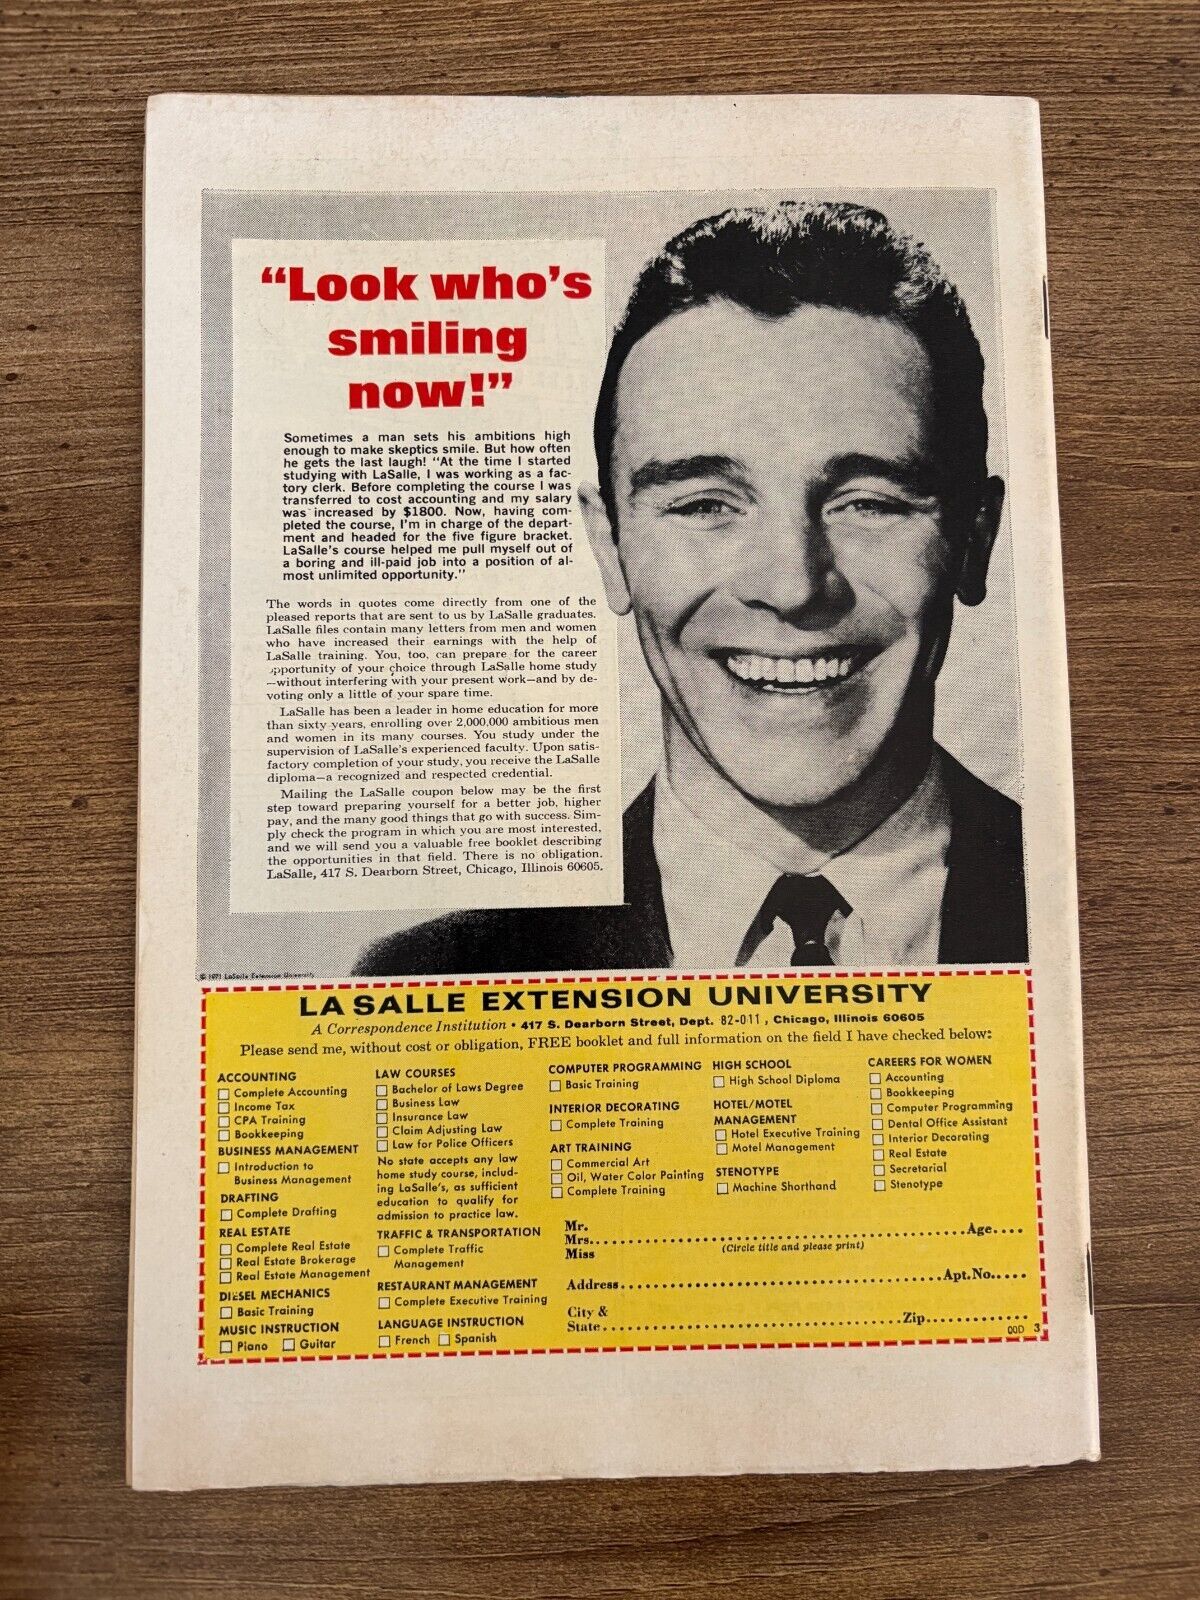 “Look who's
smiling
now!”
Sometimes a man sets his ambitions high
enough to make skeptics smile. But how often
he gets the last laugh! “At the time I started
studying with LaSalle, I was working as a fac-
tory clerk. Before completing the course I was
transferred to cost accounting and my salary
was increased by $1800. Now, having com-
pleted the course, I'm in charge of the depart-
ment and headed for the five figure bracket.
LaSalle's course helped me pull myself out of
a boring and ill-paid job into a position of al-
most unlimited opportunity.”
The words in quotes come directly from one of the
pleased reports that are sent to us by LaSalle graduates.
LaSalle files contain many letters from men and women
who have increased their earnings with the help of
LaSalle training. You, too, can prepare for the career
opportunity of your choice through LaSalle home study
—without interfering with your present work—and by de-
voting only a little of your spare time.
LaSalle has been a leader in home education for more
than sixty years, enrolling over 2,000,000 ambitious men
and women in its many courses. You study under the
supervision of LaSalle's experienced faculty. Upon satis-
factory completion of your study, you receive the LaSalle
diploma—a recognized and respected credential.
Mailing the LaSalle coupon below may be the first
step toward preparing yourself for a better job, higher
pay, and the many good things that go with success. Sim-
ply check the program in which you are most interested,
and we will send you a valuable free booklet describing
the opportunities in that field. There is no obligation.
LaSalle, 417 S. Dearborn Street, Chicago, Illinois 60605.
© 1971 LaSalle Extension University
LA SALLE EXTENSION UNIVERSITY
A Correspondence Institution • 417 S. Dearborn Street, Dept. 82-011, Chicago, Illinois 60605
Please send me, without cost or obligation, FREE booklet and full information on the field I have checked below:
ACCOUNTING
Complete Accounting
Income Tax
CPA Training
Bookkeeping
BUSINESS MANAGEMENT
Introduction to
Business Management
DRAFTING
Complete Drafting
REAL ESTATE
Complete Real Estate
Real Estate Brokerage
Real Estate Management
DIESEL MECHANICS
Basic Training
MUSIC INSTRUCTION
Piano Guitar
LAW COURSES
Bachelor of Laws Degree
Business Law
Insurance Law
Claim Adjusting Law
Law for Police Officers
No state accepts any law
home study course, includ-
ing LaSalle's, as sufficient
education to qualify for
admission to practice law.
TRAFFIC & TRANSPORTATION
Complete Traffic
Management
RESTAURANT MANAGEMENT
Complete Executive Training
LANGUAGE INSTRUCTION
French Spanish
COMPUTER PROGRAMMING
Basic Training
INTERIOR DECORATING
Complete Training
ART TRAINING
Commercial Art
Oil, Water Color Painting
Complete Training
HIGH SCHOOL
High School Diploma
HOTEL/MOTEL
MANAGEMENT
Hotel Executive Training
Motel Management
STENOTYPE
Machine Shorthand
CAREERS FOR WOMEN
Accounting
Bookkeeping
Computer Programming
Dental Office Assistant
Interior Decorating
Real Estate
Secretarial
Stenotype
Mr.
Mrs. Age
Miss (Circle title and please print)
Address Apt.No.
City &
State Zip
00D 3